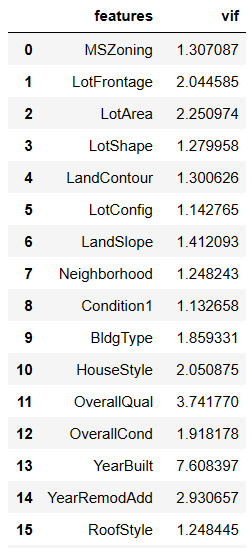 features vif
0 MSZoning 1.307087
1 LotFrontage 2.044585
2 LotArea 2.250974
3 LotShape 1.279958
4 LandContour 1.300626
5 LotConfig 1.142765
6 LandSlope 1.412093
7 Neighborhood 1.248243
8 Condition1 1.132658
9 BldgType 1.859331
10 HouseStyle 2.050875
11 OverallQual 3.741770
12 OverallCond 1.918178
13 YearBuilt 7.608397
14 YearRemodAdd 2.930657
15 RoofStyle 1.248445